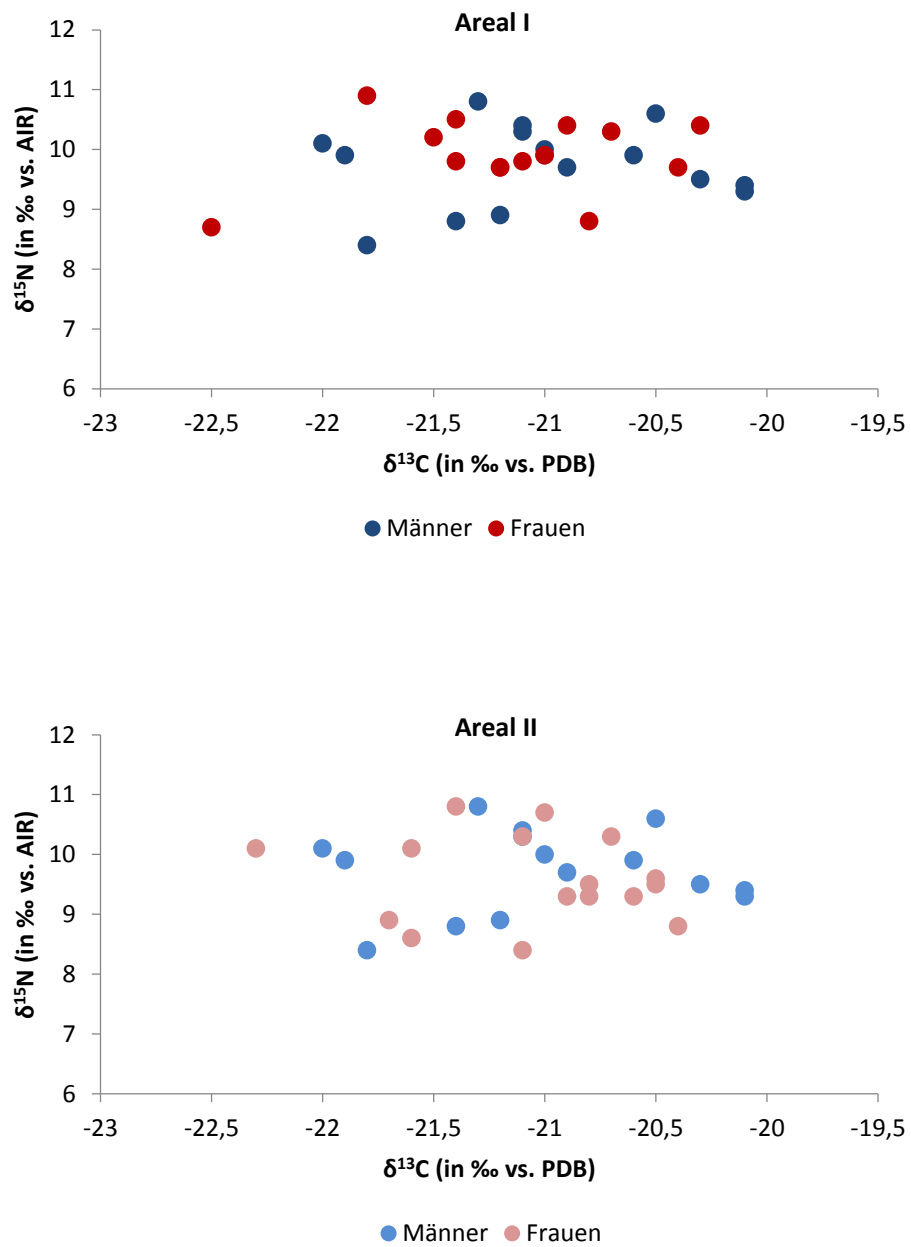 Areal I
12
11
10
9
8
7
6
δ¹⁵N (in ‰ vs. AIR)
-23 -22,5 -22 -21,5 -21 -20,5 -20 -19,5
δ¹³C (in ‰ vs. PDB)
Männer Frauen
Areal II
12
11
10
9
8
7
6
δ¹⁵N (in ‰ vs. AIR)
-23 -22,5 -22 -21,5 -21 -20,5 -20 -19,5
δ¹³C (in ‰ vs. PDB)
Männer Frauen